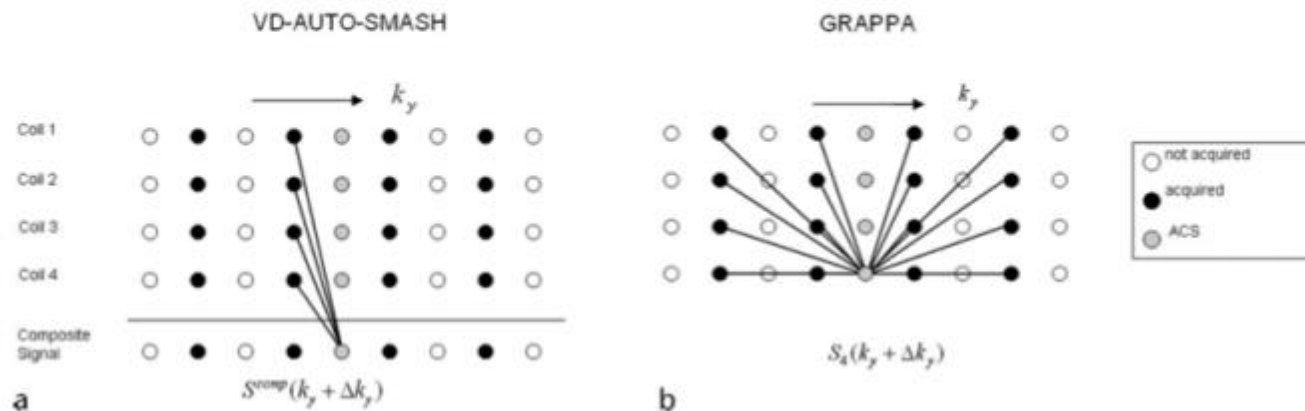 VD-AUTO-SMASH
GRAPPA
k_y
k_y
Coil 1
Coil 2
Coil 3
Coil 4
Composite
Signal
not acquired
acquired
ACS
S^{comp}(k_y + Δk_y)
S_4(k_y + Δk_y)
a
b